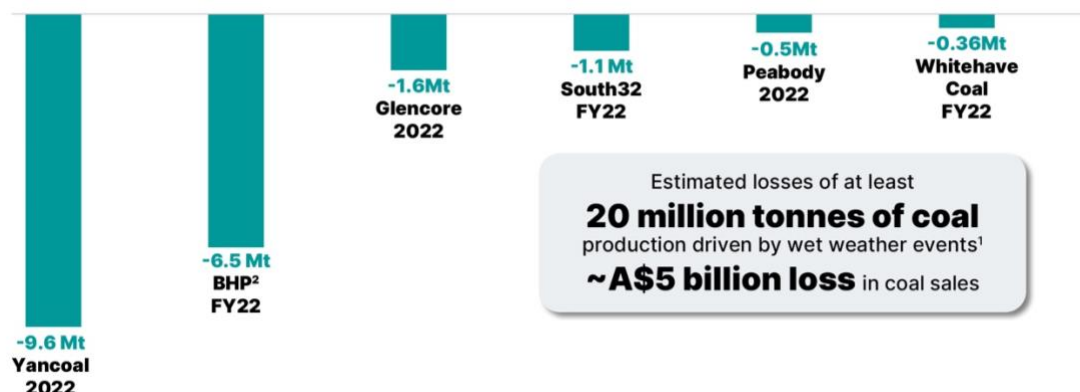 -9.6 Mt
Yancoal
2022
-6.5 Mt
BHP²
FY22
-1.6Mt
Glencore
2022
-1.1 Mt
South32
FY22
-0.5Mt
Peabody
2022
-0.36Mt
Whitehave
Coal
FY22
Estimated losses of at least
20 million tonnes of coal
production driven by wet weather events¹
~A$5 billion loss in coal sales